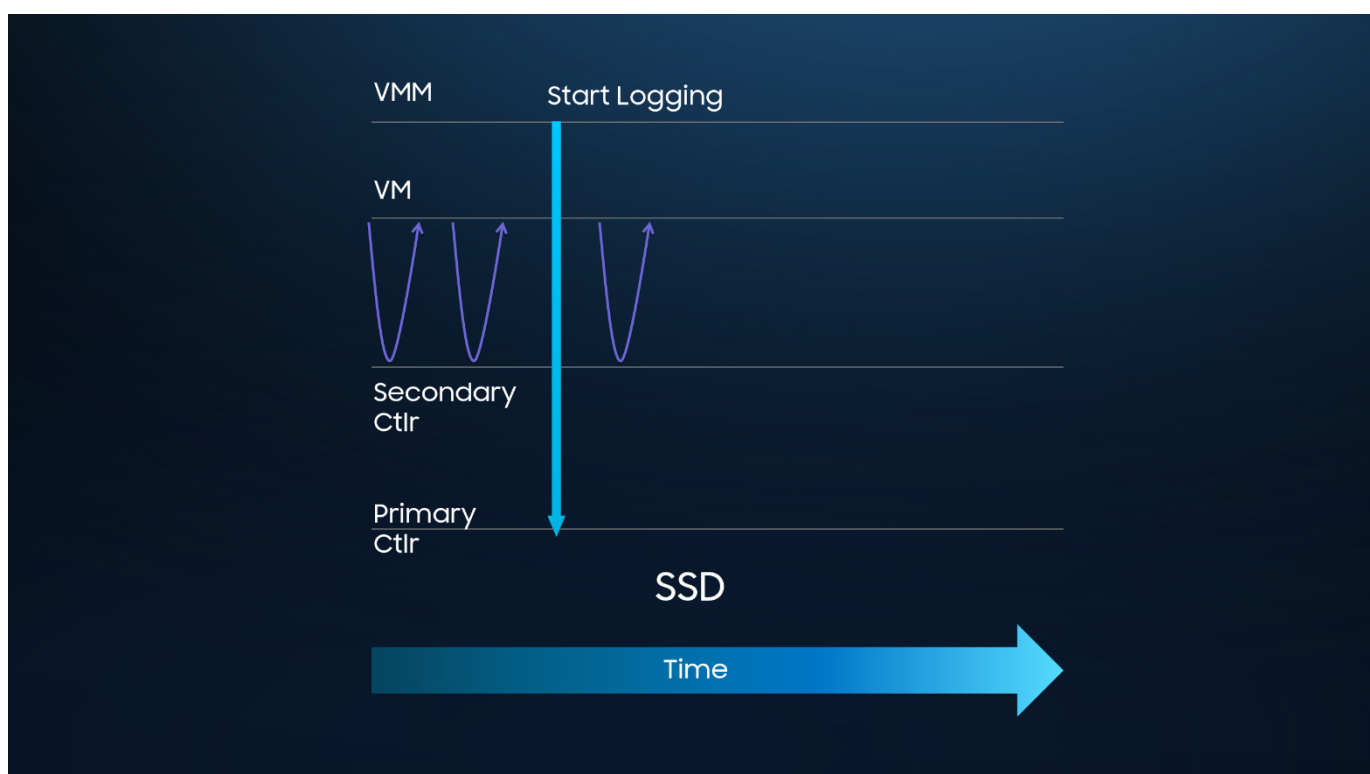 VMM
Start Logging
VM
Secondary
Ctlr
Primary
Ctlr
SSD
Time